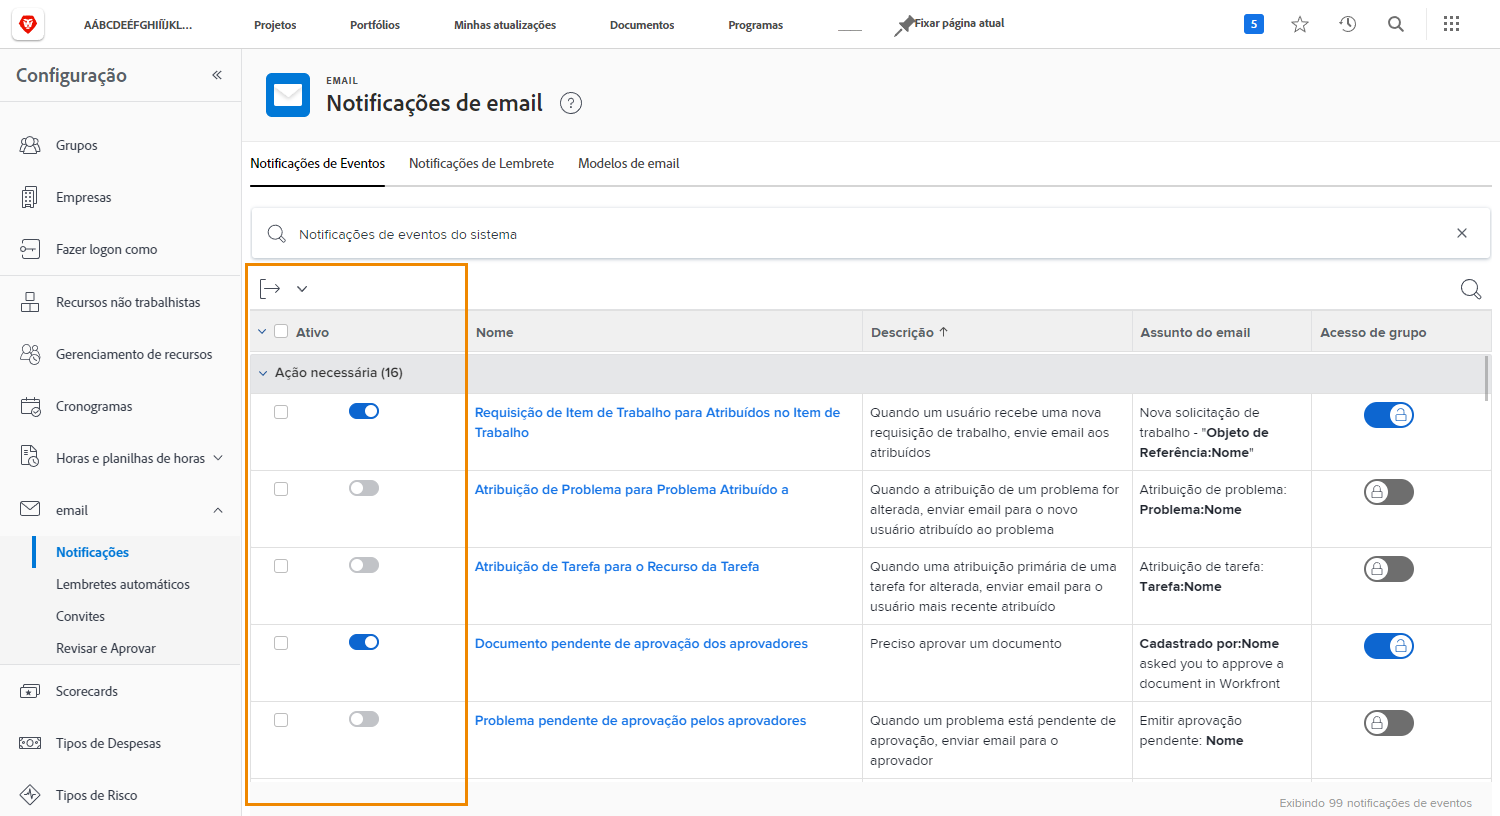 AÁBCDEÉFGHIÍÏJKL...
Projetos
Portfólios
Minhas atualizações
Documentos
Programas
Fixar página atual
5
Configuração
EMAIL
Notificações de email
?
Grupos
Empresas
Fazer logon como
Recursos não trabalhistas
Gerenciamento de recursos
Cronogramas
Horas e planilhas de horas
email
Notificações
Lembretes automáticos
Convites
Revisar e Aprovar
Scorecards
Tipos de Despesas
Tipos de Risco
Notificações de Eventos
Notificações de Lembrete
Modelos de email
Notificações de eventos do sistema
Ativo
Nome
Descrição
Assunto do email
Acesso de grupo
Ação necessária (16)
Requisição de Item de Trabalho para Atribuídos no Item de
Trabalho
Quando um usuário recebe uma nova
requisição de trabalho, envie email aos
atribuídos
Nova solicitação de
trabalho - "Objeto de
Referência:Nome"
Atribuição de Problema para Problema Atribuído a
Quando a atribuição de um problema for
alterada, enviar email para o novo
usuário atribuído ao problema
Atribuição de problema:
Problema:Nome
Atribuição de Tarefa para o Recurso da Tarefa
Quando uma atribuição primária de uma
tarefa for alterada, enviar email para o
usuário mais recente atribuído
Atribuição de tarefa:
Tarefa:Nome
Documento pendente de aprovação dos aprovadores
Preciso aprovar um documento
Cadastrado por:Nome
asked you to approve a
document in Workfront
Problema pendente de aprovação pelos aprovadores
Quando um problema está pendente de
aprovação, enviar email para o
aprovador
Emitir aprovação
pendente: Nome
Exibindo 99 notificações de eventos